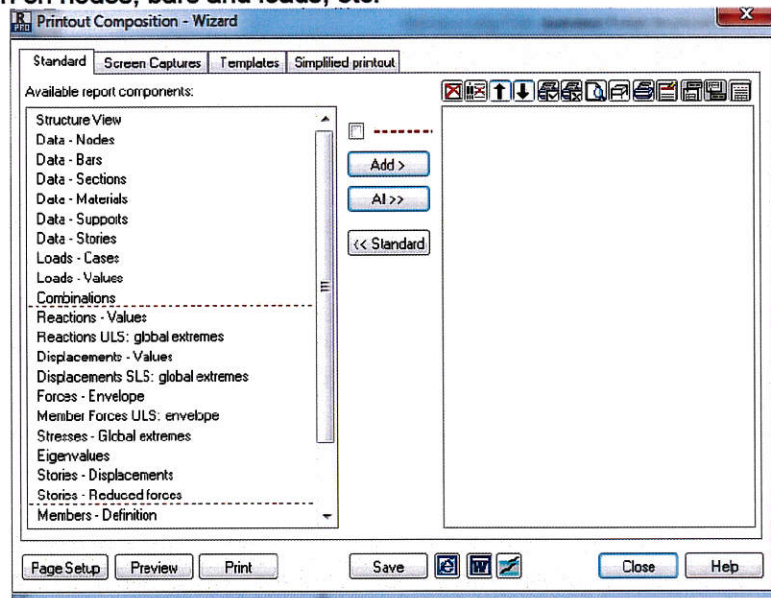 on nodes, bars and loads, etc.
Printout Composition - Wizard
Standard Screen Captures Templates Simplified printout
Available report components:
Structure View
Data - Nodes
Data - Bars
Data - Sections
Data - Materials
Data - Supports
Data - Stories
Loads - Cases
Loads - Values
Combinations
Reactions - Values
Reactions ULS: global extremes
Displacements - Values
Displacements SLS: global extremes
Forces - Envelope
Member Forces ULS: envelope
Stresses - Global extremes
Eigenvalues
Stories - Displacements
Stories - Reduced forces
Members - Definition
Add >
All >>
<< Standard
Page Setup Preview Print Save Close Help